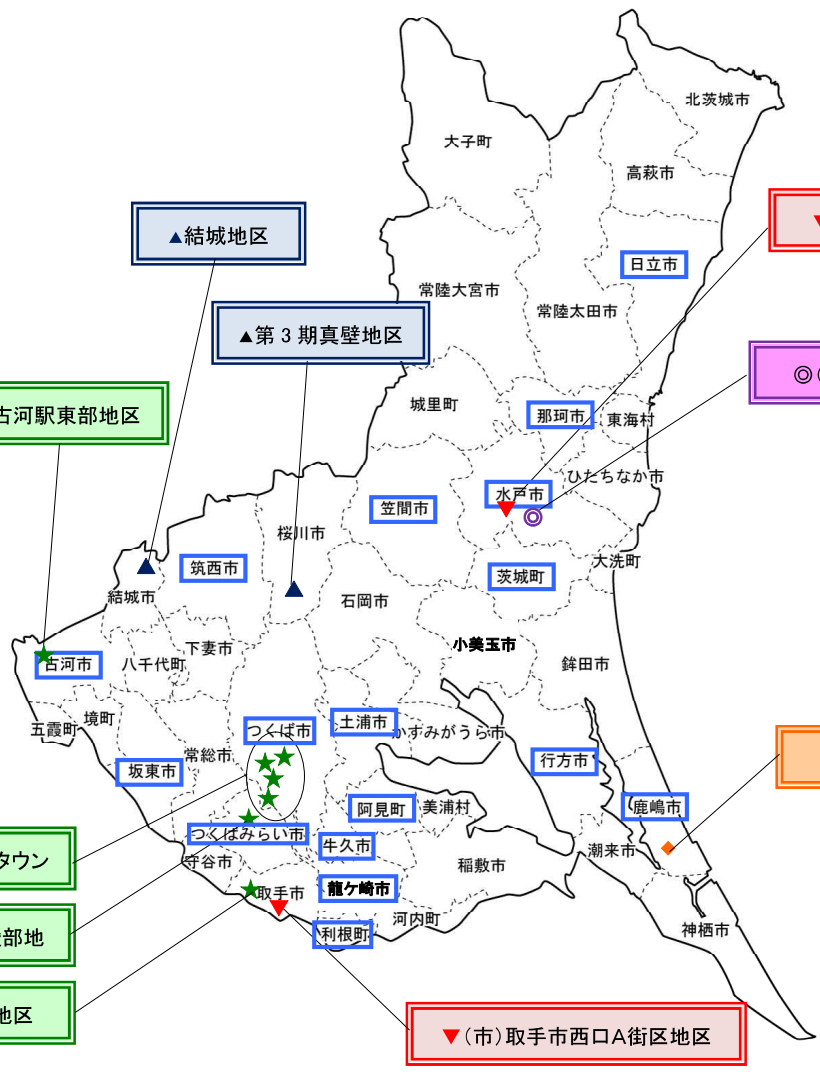 北茨城市
大子町
高萩市
▲結城地区
日立市
常陸大宮市
常陸太田市
▲第3期真壁地区
◎
城里町
那珂市
東海村
古河駅東部地区
ひたちなか市
水戸市
笠間市
桜川市
大洗町
筑西市
茨城町
結城市
石岡市
小美玉市
下妻市
古河市
八千代町
鉾田市
境町
五霞町
土浦市
つくば市
かすみがうら市
常総市
行方市
坂東市
鹿嶋市
阿見町
美浦村
つくばみらい市
牛久市
潮来市
守谷市
タウン
稲敷市
龍ケ崎市
取手市
河内町
神栖市
利根町
部地
地区
▼(市)取手市西口A街区地区